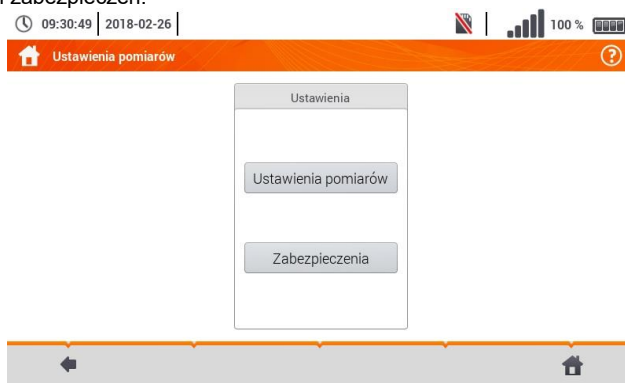 i zabezpieczeń.
09:30:49 2018-02-26 100 %
Ustawienia pomiarów ?
Ustawienia
Ustawienia pomiarów
Zabezpieczenia